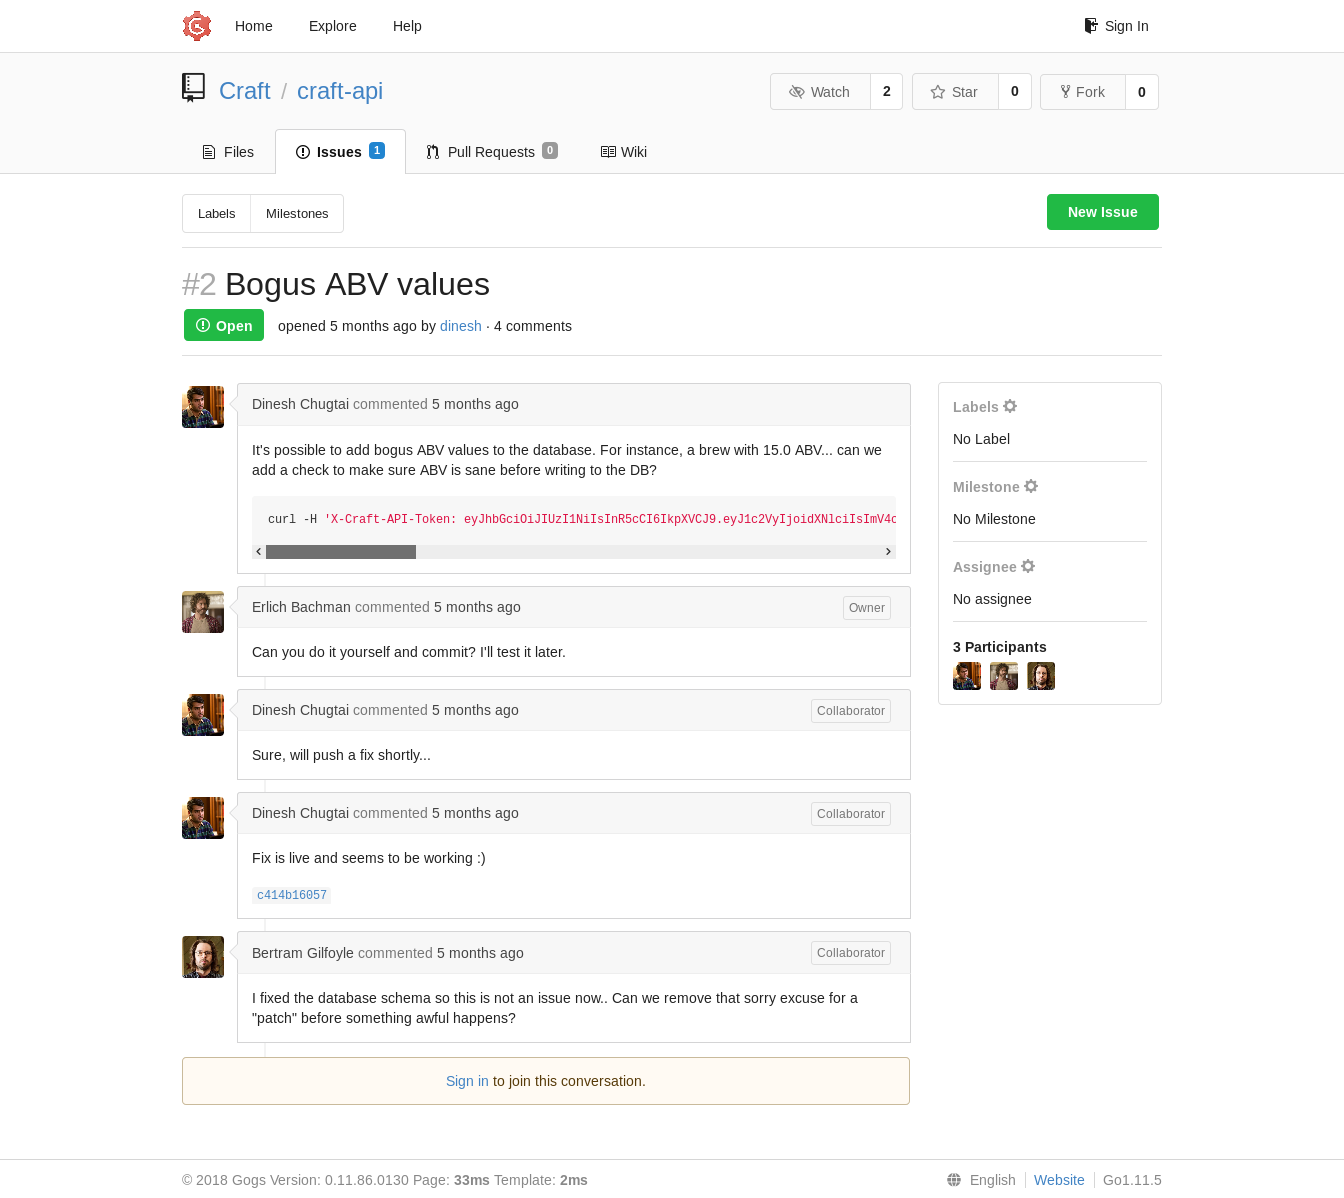 Home Explore Help Sign In
Craft / craft-api Watch 2 Star 0 Fork 0
Files Issues 1 Pull Requests 0 Wiki
Labels Milestones New Issue
#2 Bogus ABV values
Open opened 5 months ago by dinesh · 4 comments
Dinesh Chugtai commented 5 months ago
It's possible to add bogus ABV values to the database. For instance, a brew with 15.0 ABV... can we
add a check to make sure ABV is sane before writing to the DB?
curl -H 'X-Craft-API-Token: eyJhbGciOiJIUzI1NiIsInR5cCI6IkpXVCJ9.eyJ1c2VyIjoidXNlciIsImV4c
Erlich Bachman commented 5 months ago Owner
Can you do it yourself and commit? I'll test it later.
Dinesh Chugtai commented 5 months ago Collaborator
Sure, will push a fix shortly...
Dinesh Chugtai commented 5 months ago Collaborator
Fix is live and seems to be working :)
c414b16057
Bertram Gilfoyle commented 5 months ago Collaborator
I fixed the database schema so this is not an issue now.. Can we remove that sorry excuse for a
"patch" before something awful happens?
Sign in to join this conversation.
Labels
No Label
Milestone
No Milestone
Assignee
No assignee
3 Participants
© 2018 Gogs Version: 0.11.86.0130 Page: 33ms Template: 2ms English Website Go1.11.5